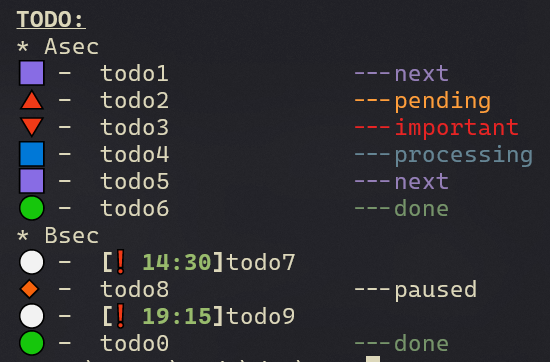 TODO:
* Asec
🟪 - todo1 ---next
🔺 - todo2 ---pending
🔻 - todo3 ---important
🟦 - todo4 ---processing
🟪 - todo5 ---next
🟢 - todo6 ---done
* Bsec
⚪ - [❗ 14:30]todo7
🔸 - todo8 ---paused
⚪ - [❗ 19:15]todo9
🟢 - todo0 ---done